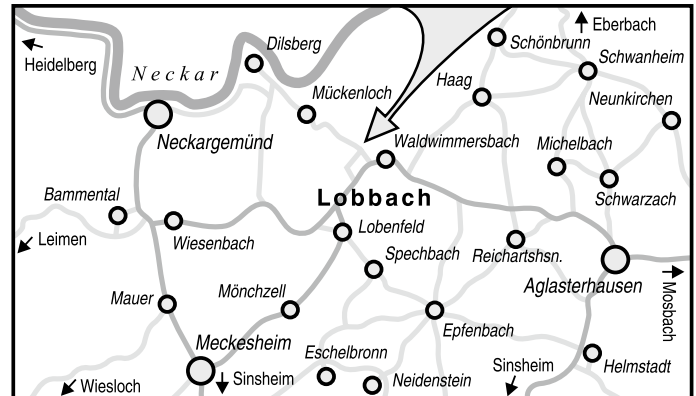 Eberbach
Dilsberg
Schönbrunn
Heidelberg
Schwanheim
Neckar
Haag
Mückenloch
Neunkirchen
Neckargemünd
Waldwimmersbach
Michelbach
Bammental
Lobbach
Schwarzach
Leimen
Wiesenbach
Lobenfeld
Spechbach
Reichartshsn.
Mauer
Mönchzell
Aglasterhausen
Mosbach
Meckesheim
Epfenbach
Eschelbronn
Sinsheim
Helmstadt
Wiesloch
Sinsheim
Neidenstein